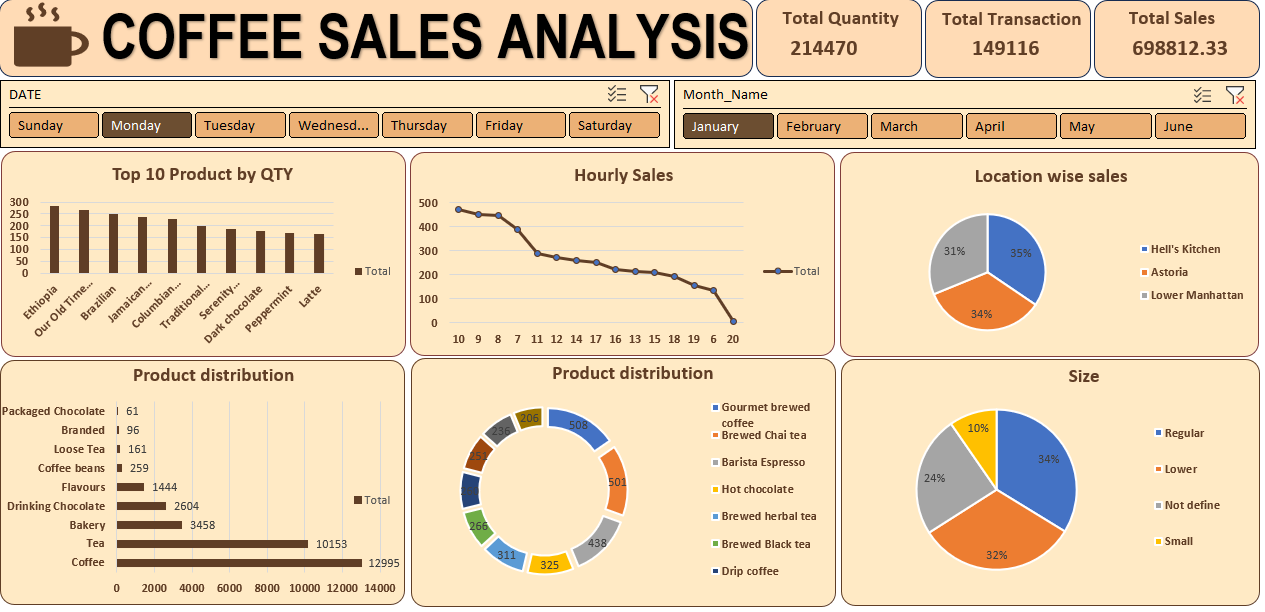 COFFEE SALES ANALYSIS
Total Quantity
214470
Total Transaction
149116
Total Sales
698812.33
DATE
Sunday
Monday
Tuesday
Wednesd...
Thursday
Friday
Saturday
Month_Name
January
February
March
April
May
June
Top 10 Product by QTY
300
250
200
150
100
50
0
Ethiopia
Our Old Time...
Brazilian
Jamaican...
Columbian...
Traditional...
Serenity...
Dark chocolate
Peppermint
Latte
Total
Hourly Sales
500
400
300
200
100
0
10 9 8 7 11 12 14 17 16 13 15 18 19 6 20
Total
Location wise sales
31%
35%
34%
Hell's Kitchen
Astoria
Lower Manhattan
Product distribution
Packaged Chocolate 61
Branded 96
Loose Tea 161
Coffee beans 259
Flavours 1444
Drinking Chocolate 2604
Bakery 3458
Tea 10153
Coffee 12995
0 2000 4000 6000 8000 10000 12000 14000
Total
Product distribution
206
508
236
251
501
266
438
311
325
Gourmet brewed
coffee
Brewed Chai tea
Barista Espresso
Hot chocolate
Brewed herbal tea
Brewed Black tea
Drip coffee
Size
10%
34%
24%
32%
Regular
Lower
Not define
Small